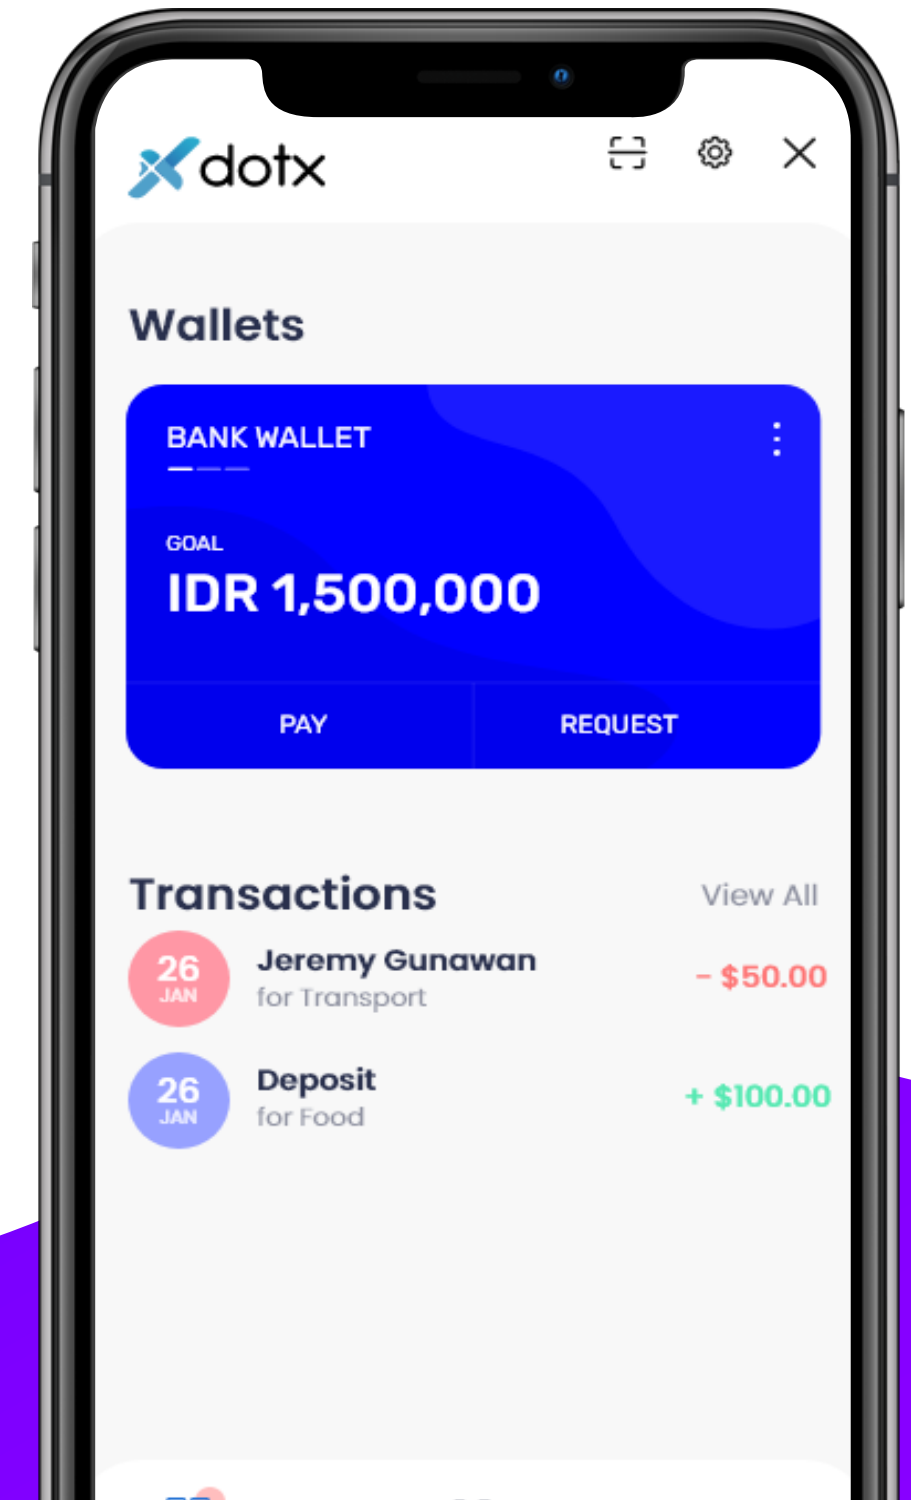 dotx
Wallets
BANK WALLET
GOAL
IDR 1,500,000
PAY
REQUEST
Transactions
View All
26
JAN
Jeremy Gunawan
for Transport
- $50.00
26
JAN
Deposit
for Food
+ $100.00